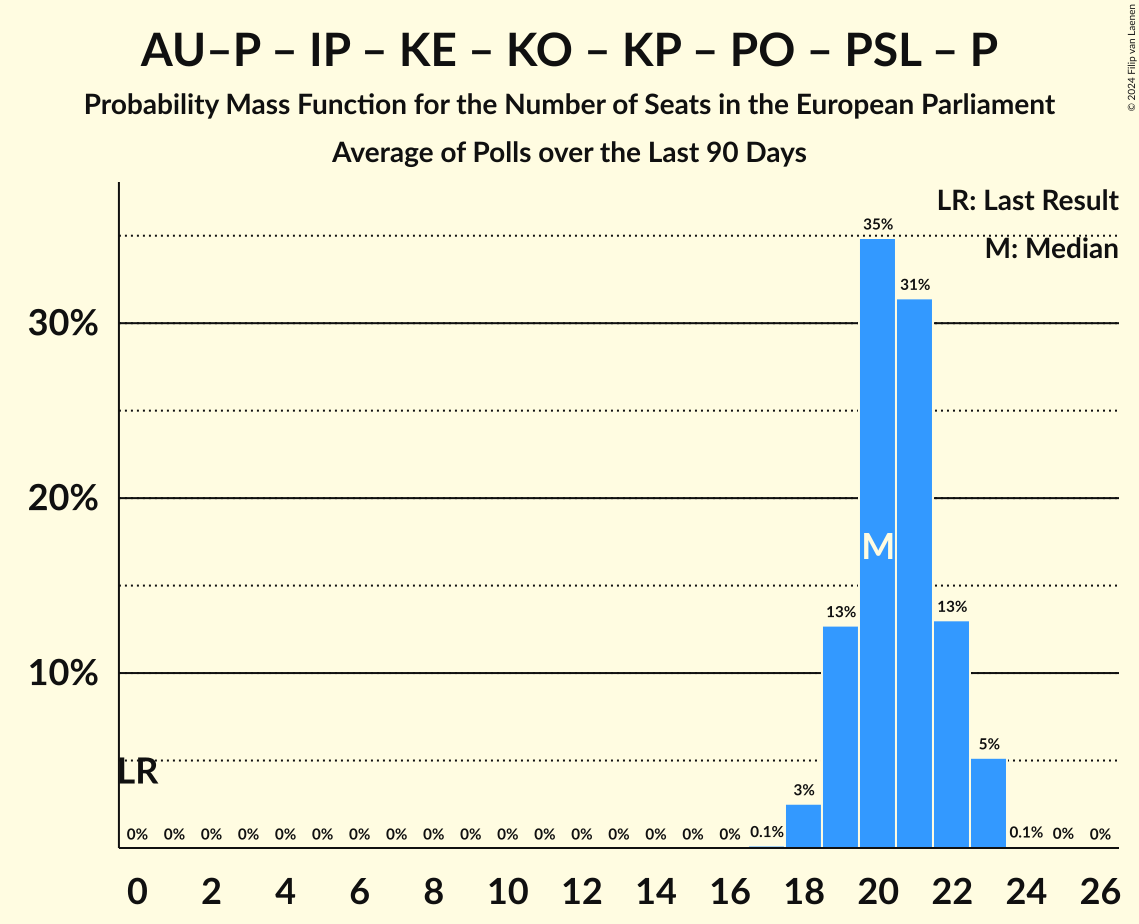 AU–P – IP – KE – KO – KP – PO – PSL – P
Probability Mass Function for the Number of Seats in the European Parliament
Average of Polls over the Last 90 Days
© 2024 Filip van Laenen
LR: Last Result
M: Median
35%
31%
30%
20%
M
13%
13%
10%
5%
LR
3%
0% 0% 0% 0% 0% 0% 0% 0% 0% 0% 0% 0% 0% 0% 0% 0% 0% 0.1% 0.1% 0% 0%
0 2 4 6 8 10 12 14 16 18 20 22 24 26